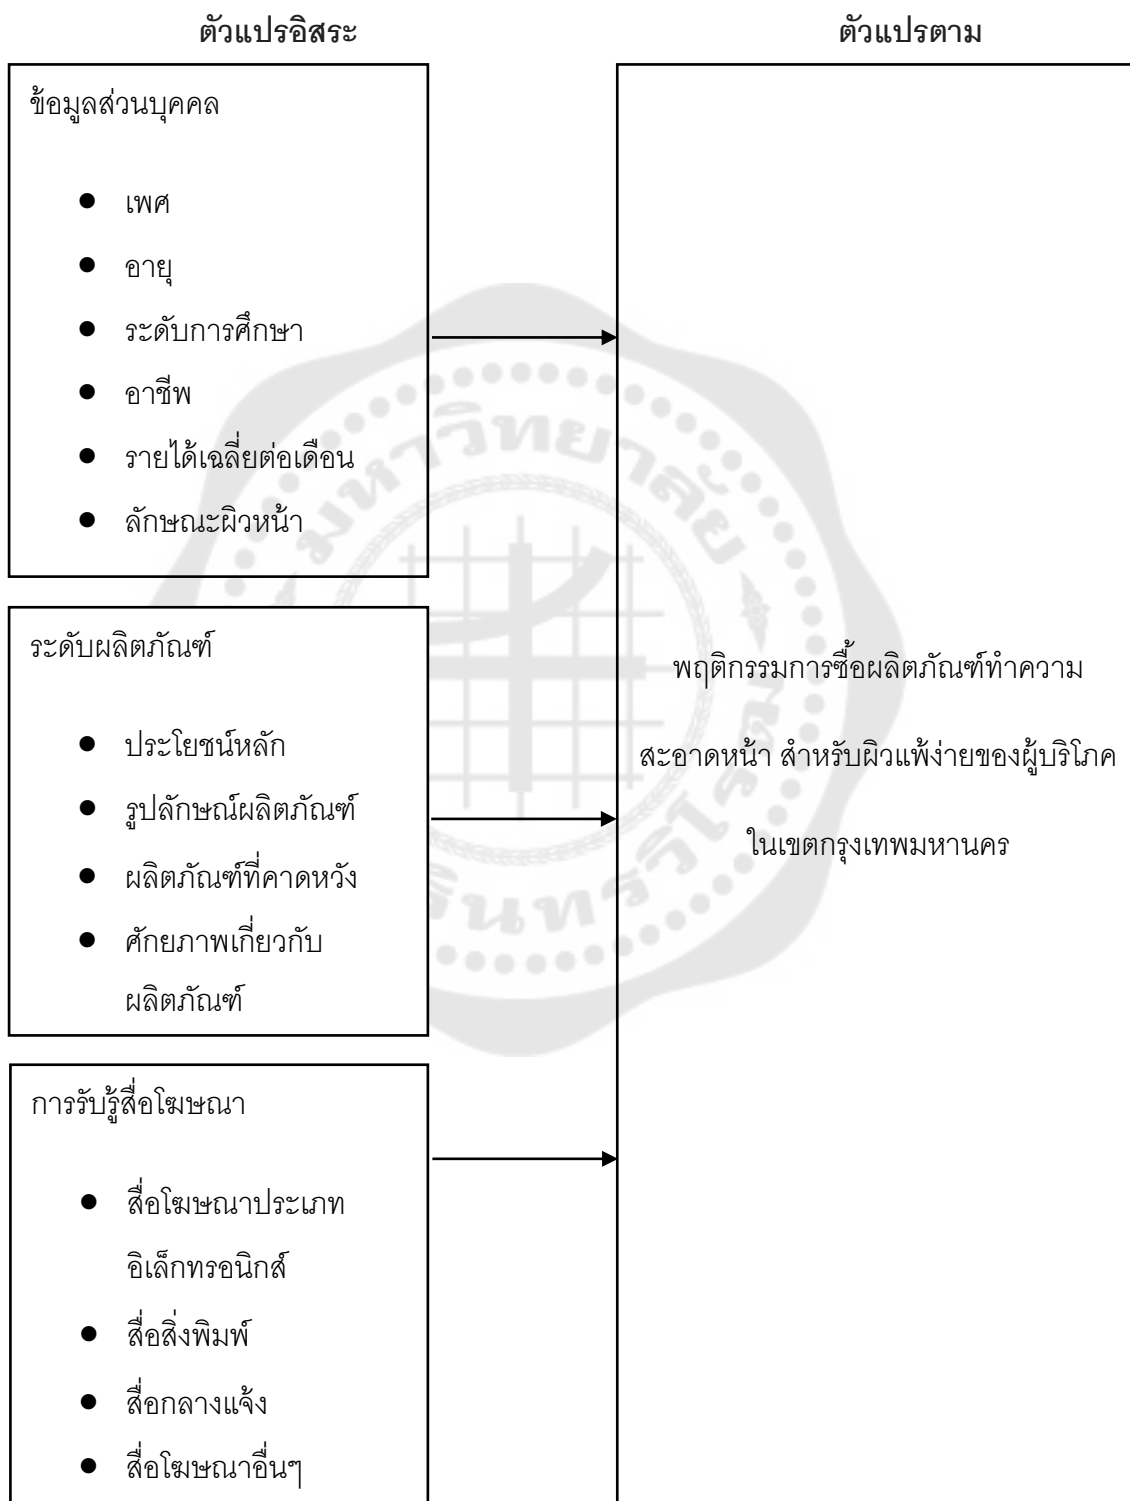 ตัวแปรอิสระ
ตัวแปรตาม
ข้อมูลส่วนบุคคล
● เพศ
● อายุ
● ระดับการศึกษา
● อาชีพ
● รายได้เฉลี่ยต่อเดือน
● ลักษณะผิวหน้า
ระดับผลิตภัณฑ์
● ประโยชน์หลัก
● รูปลักษณ์ผลิตภัณฑ์
● ผลิตภัณฑ์ที่คาดหวัง
● ศักยภาพเกี่ยวกับ
ผลิตภัณฑ์
การรับรู้สื่อโฆษณา
● สื่อโฆษณาประเภท
อิเล็กทรอนิกส์
● สื่อสิ่งพิมพ์
● สื่อกลางแจ้ง
● สื่อโฆษณาอื่นๆ
พฤติกรรมการซื้อผลิตภัณฑ์ทำความ
สะอาดหน้า สำหรับผิวแพ้ง่ายของผู้บริโภค
ในเขตกรุงเทพมหานคร
มหาวิทยาลัย